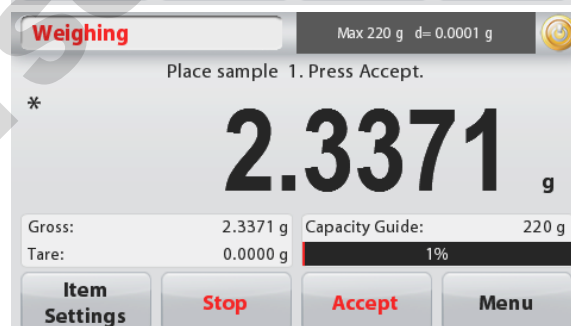 Weighing
Max 220 g d= 0.0001 g
Place sample 1. Press Accept.
*
2.3371 g
Gross: 2.3371 g
Capacity Guide: 220 g
Tare: 0.0000 g
1%
Item Settings
Stop
Accept
Menu